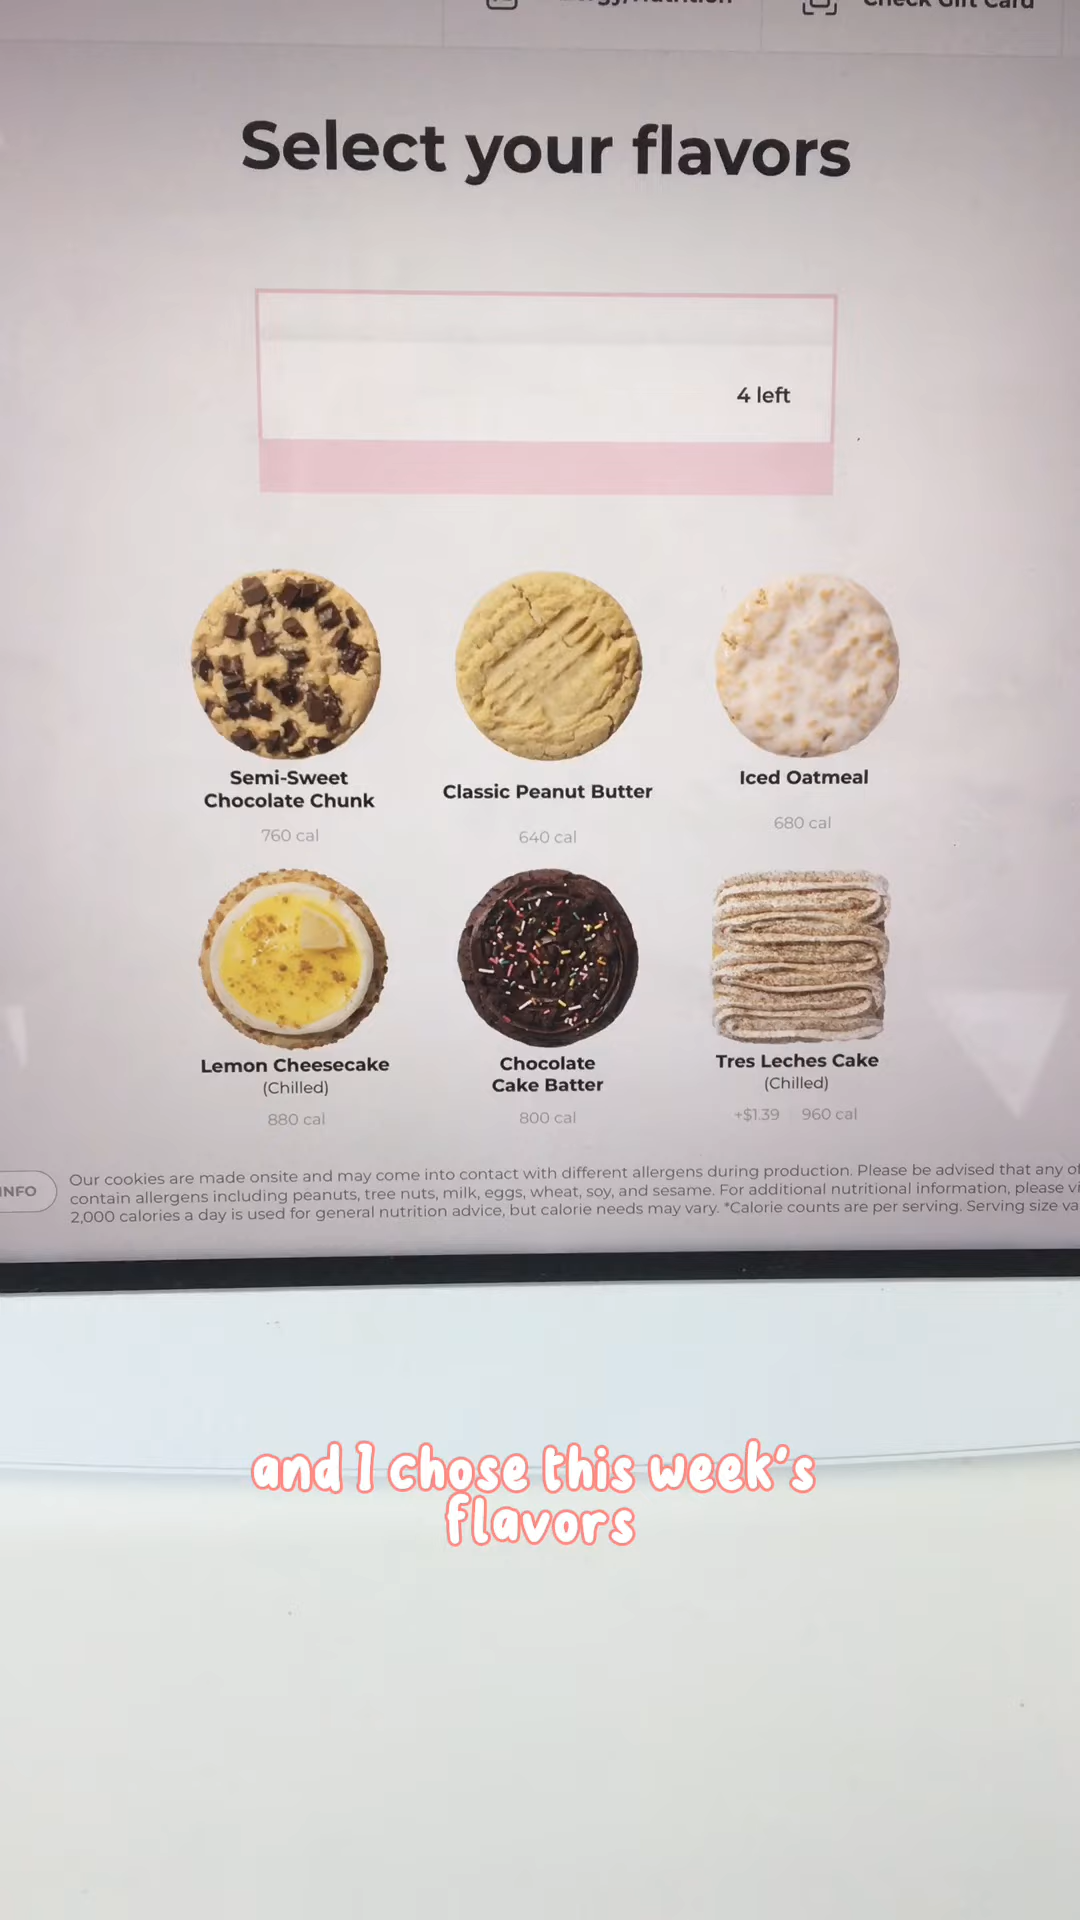 Check Gift Card
Select your flavors
4 left
Semi-Sweet
Chocolate Chunk
760 cal
Classic Peanut Butter
640 cal
Iced Oatmeal
680 cal
Lemon Cheesecake
(Chilled)
880 cal
Chocolate
Cake Batter
800 cal
Tres Leches Cake
(Chilled)
+$1.39 960 cal
INFO
Our cookies are made onsite and may come into contact with different allergens during production. Please be advised that any of
contain allergens including peanuts, tree nuts, milk, eggs, wheat, soy, and sesame. For additional nutritional information, please
2,000 calories a day is used for general nutrition advice, but calorie needs may vary. *Calorie counts are per serving. Serving size
and I chose this week's
flavors